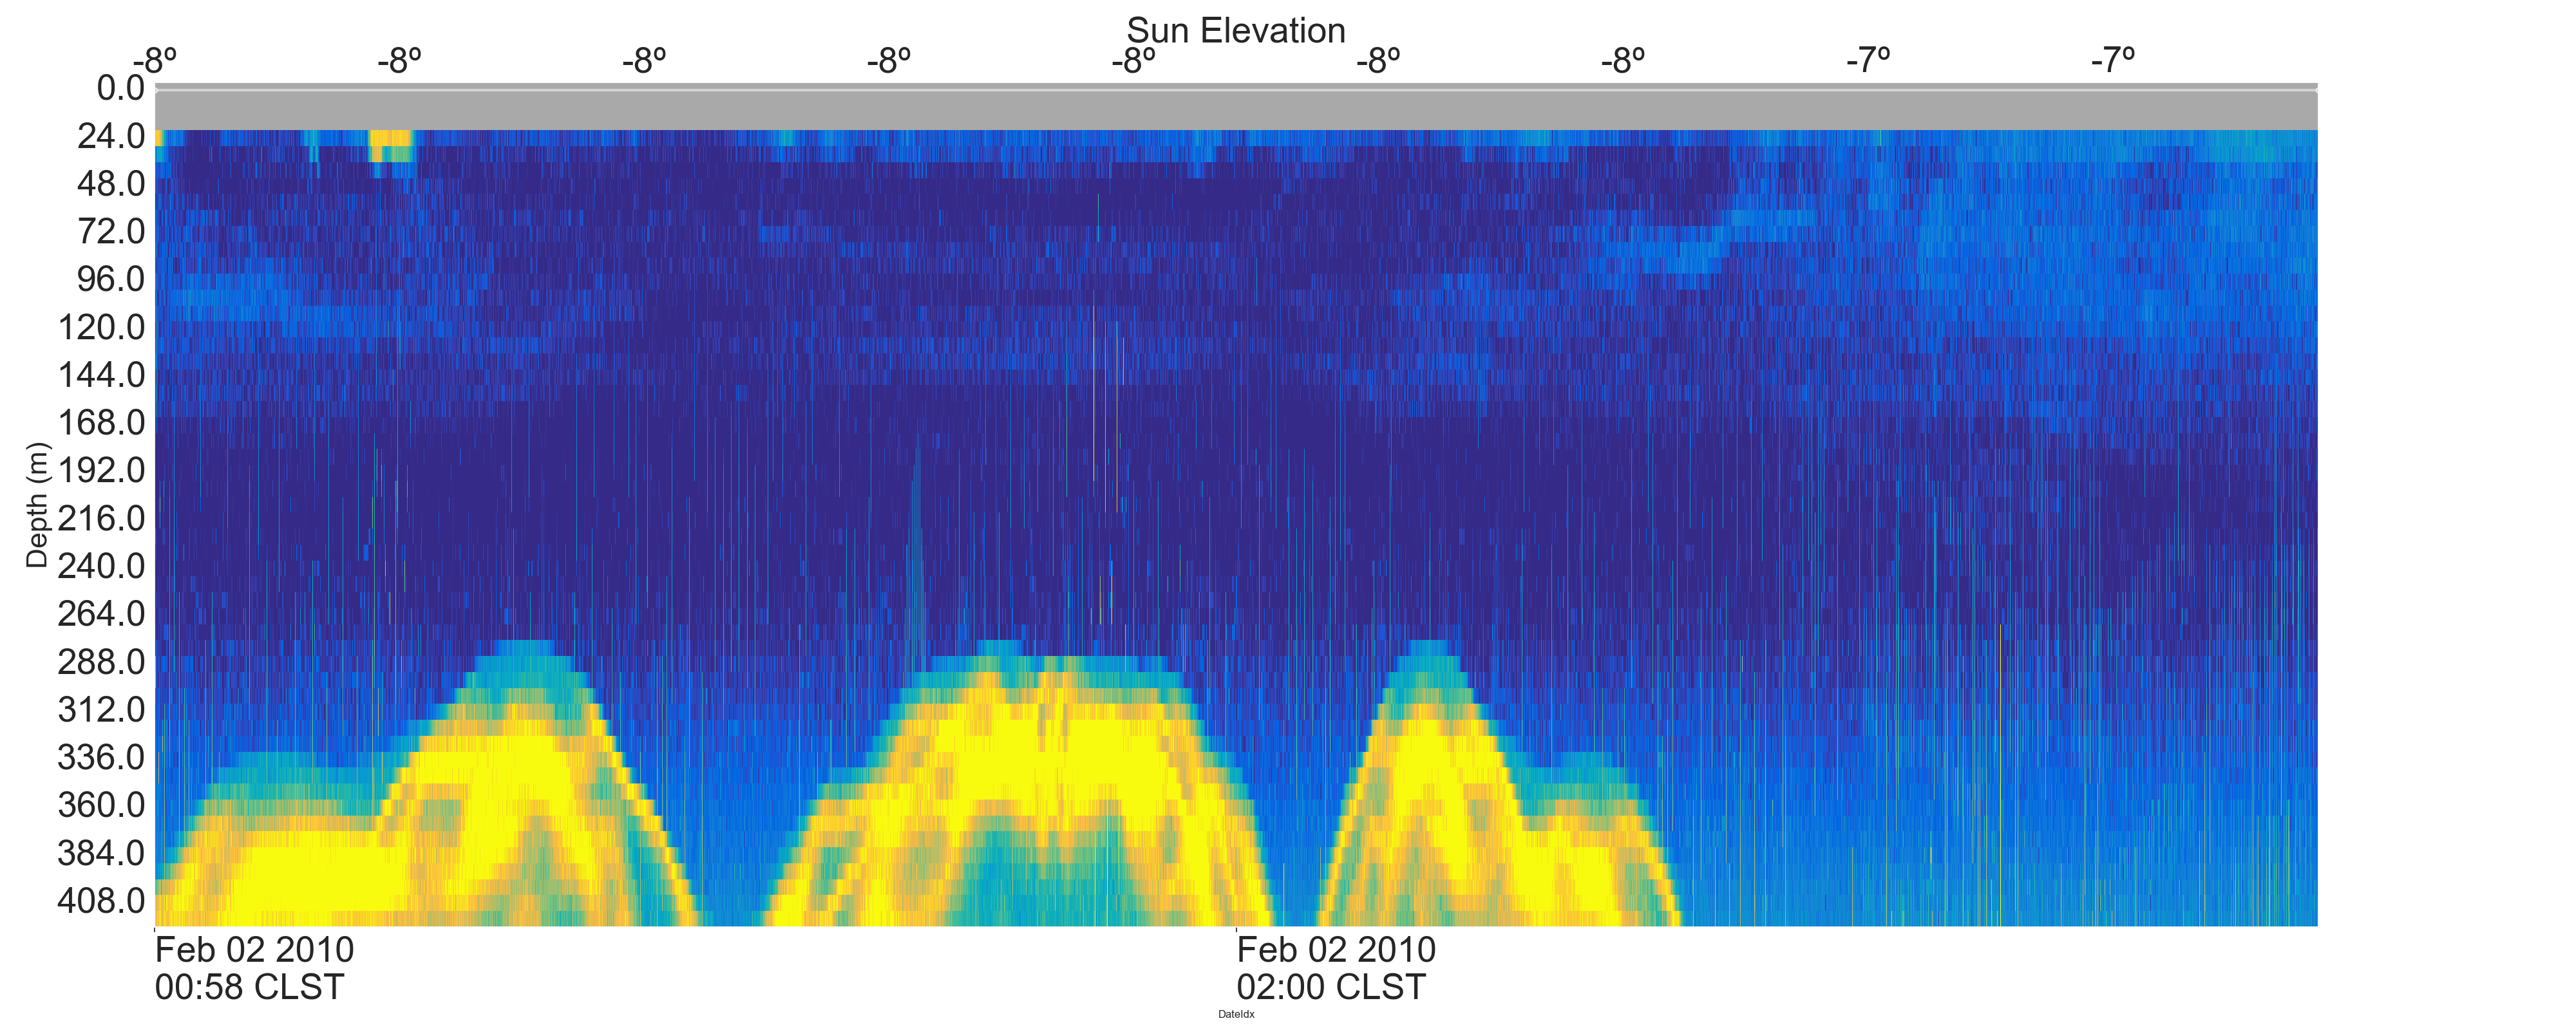 Sun Elevation
-8º -8º -8º -8º -8º -8º -8º -7º -7º
0.0
24.0
48.0
72.0
96.0
120.0
144.0
168.0
192.0
216.0
240.0
264.0
288.0
312.0
336.0
360.0
384.0
408.0
Depth (m)
Feb 02 2010
00:58 CLST
Feb 02 2010
02:00 CLST
DateIdx